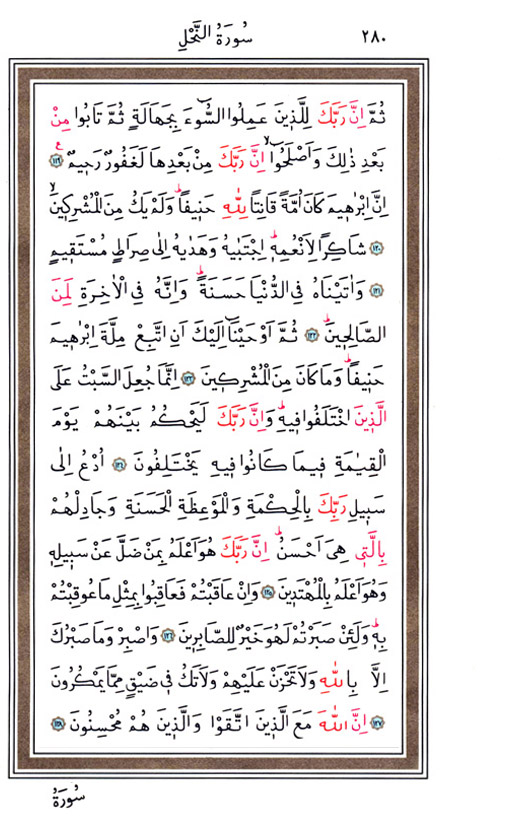 ٢٨٠ سُورَةُ النَّحْلِ
ثُمَّ اِنَّ رَبَّكَ لِلَّذٖينَ عَمِلُوا السُّٓوءَ بِجَهَالَةٍ ثُمَّ تَابُوا مِنْ
بَعْدِ ذٰلِكَ وَاَصْلَحُٓواۙ اِنَّ رَبَّكَ مِنْ بَعْدِهَا لَغَفُورٌ رَحٖيمٌࣖ ﴿١١٩﴾
اِنَّ اِبْرٰهٖيمَ كَانَ اُمَّةً قَانِتًا لِلّٰهِ حَنٖيفًاۜ وَلَمْ يَكُ مِنَ الْمُشْرِكٖينَۙ
﴿١٢٠﴾ شَاكِرًا لِاَنْعُمِهٖۜ اِجْتَبٰيهُ وَهَدٰيهُ اِلٰى صِرَاطٍ مُسْتَقٖيمٍ
﴿١٢١﴾ وَاٰتَيْنَاهُ فِي الدُّنْيَا حَسَنَةًۜ وَاِنَّهُ فِي الْاٰخِرَةِ لَمِنَ
الصَّالِحٖينَۜ ﴿١٢٢﴾ ثُمَّ اَوْحَيْنَٓا اِلَيْكَ اَنِ اتَّبِعْ مِلَّةَ اِبْرٰهٖيمَ
حَنٖيفًاۜ وَمَا كَانَ مِنَ الْمُشْرِكٖينَ ﴿١٢٣﴾ اِنَّمَا جُعِلَ السَّبْتُ عَلَى
الَّذٖينَ اخْتَلَفُوا فٖيهِۜ وَاِنَّ رَبَّكَ لَيَحْكُمُ بَيْنَهُمْ يَوْمَ
الْقِيٰمَةِ فٖيمَا كَانُوا فٖيهِ يَخْتَلِفُونَ ﴿١٢٤﴾ اُدْعُ اِلٰى
سَبٖيلِ رَبِّكَ بِالْحِكْمَةِ وَالْمَوْعِظَةِ الْحَسَنَةِ وَجَادِلْهُمْ
بِالَّتٖي هِيَ اَحْسَنُۜ اِنَّ رَبَّكَ هُوَ اَعْلَمُ بِمَنْ ضَلَّ عَنْ سَبٖيلِهٖ
وَهُوَ اَعْلَمُ بِالْمُهْتَدٖينَ ﴿١٢٥﴾ وَاِنْ عَاقَبْتُمْ فَعَاقِبُوا بِمِثْلِ مَا عُوقِبْتُمْ
بِهٖۜ وَلَئِنْ صَبَرْتُمْ لَهُوَ خَيْرٌ لِلصَّابِرٖينَ ﴿١٢٦﴾ وَاصْبِرْ وَمَا صَبْرُكَ
اِلَّا بِاللّٰهِ وَلَا تَحْزَنْ عَلَيْهِمْ وَلَا تَكُ فٖي ضَيْقٍ مِمَّا يَمْكُرُونَ
﴿١٢٧﴾ اِنَّ اللّٰهَ مَعَ الَّذٖينَ اتَّقَوْا وَالَّذٖينَ هُمْ مُحْسِنُونَ ﴿١٢٨﴾
سُورَةُ